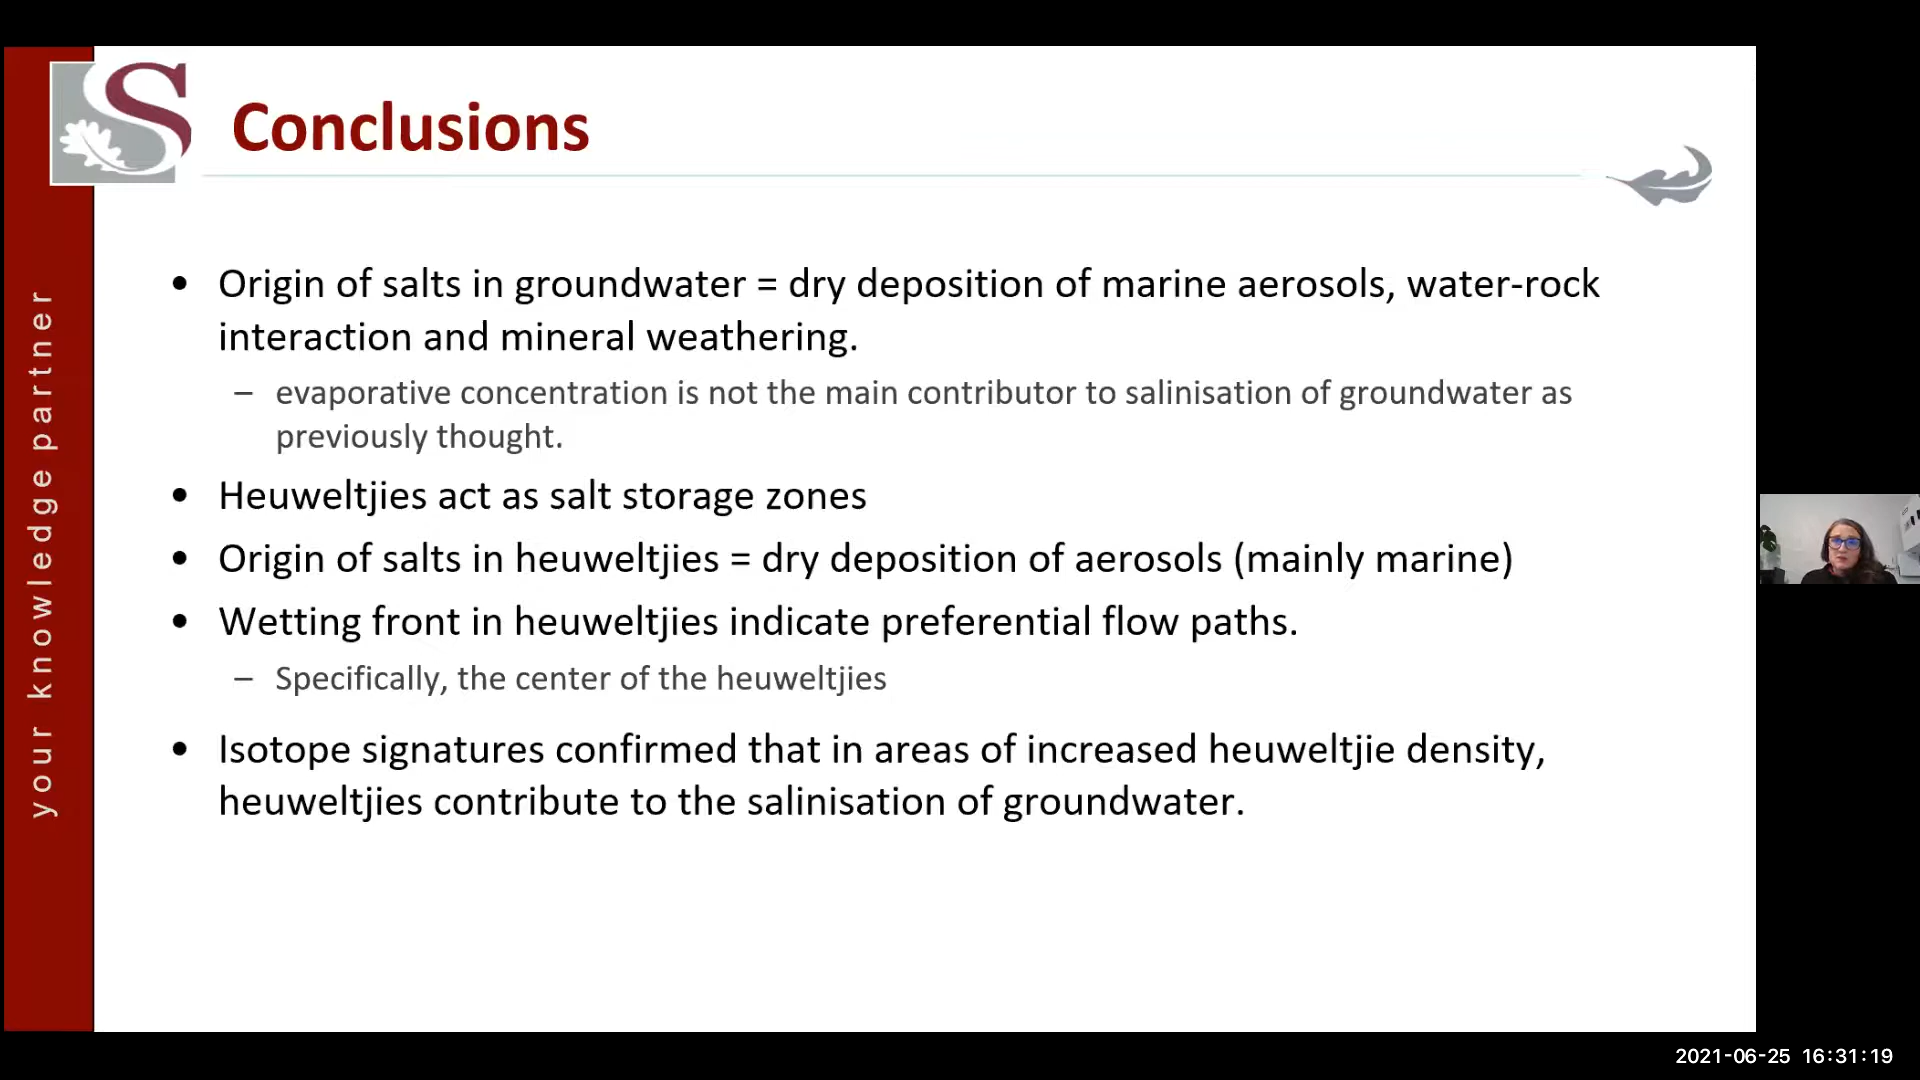 Conclusions
• Origin of salts in groundwater = dry deposition of marine aerosols, water-rock
interaction and mineral weathering.
– evaporative concentration is not the main contributor to salinisation of groundwater as
previously thought.
• Heuweltjies act as salt storage zones
• Origin of salts in heuweltjies = dry deposition of aerosols (mainly marine)
• Wetting front in heuweltjies indicate preferential flow paths.
– Specifically, the center of the heuweltjies
• Isotope signatures confirmed that in areas of increased heuweltjie density,
heuweltjies contribute to the salinisation of groundwater.
your knowledge partner
2021-06-25 16:31:19